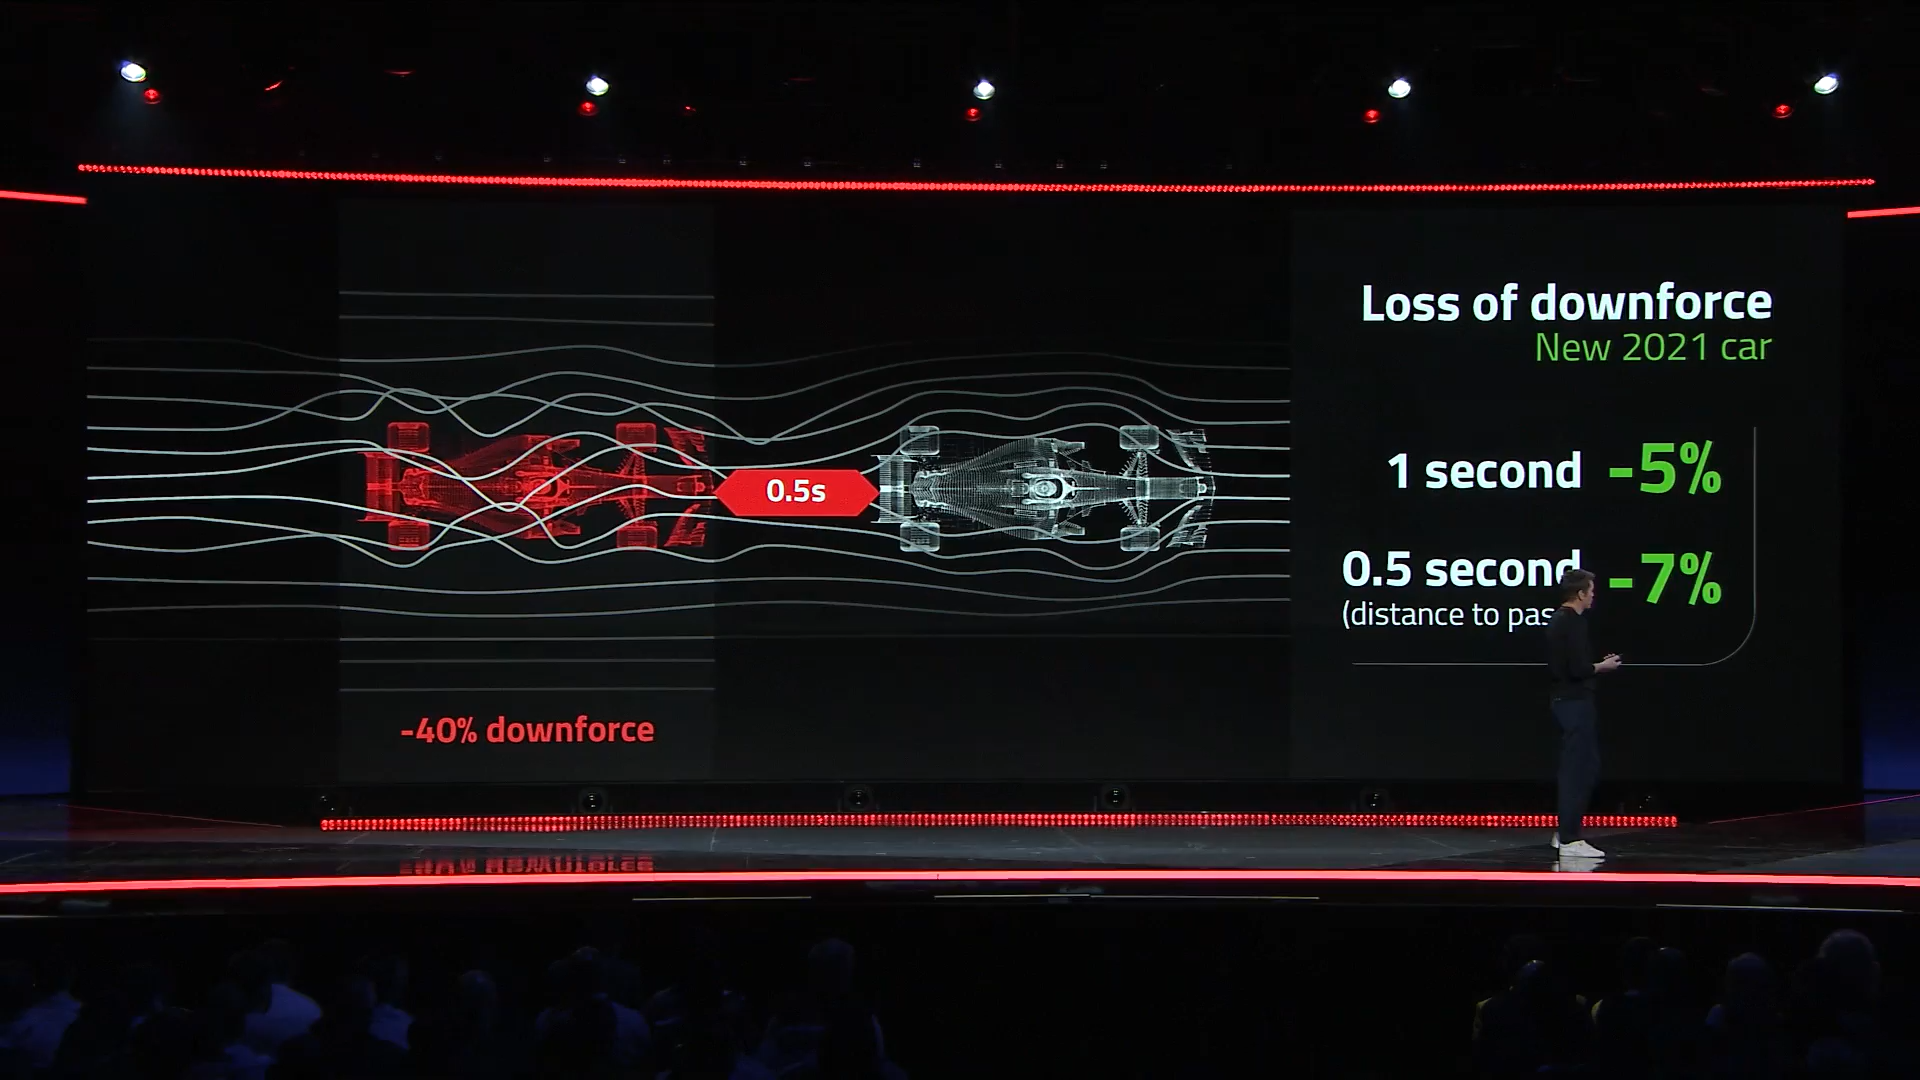 Loss of downforce
New 2021 car
1 second -5%
0.5s
0.5 second -7%
(distance to
-40% downforce